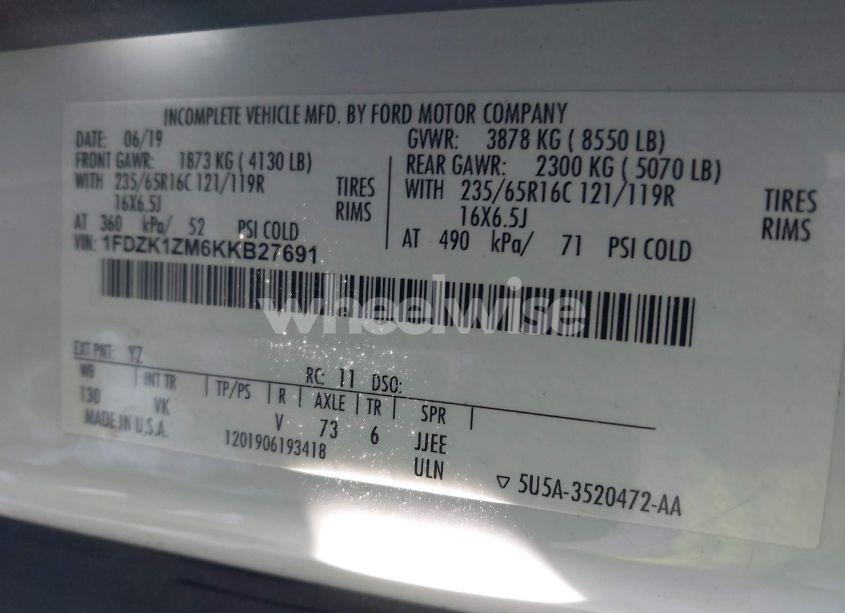 INCOMPLETE VEHICLE MFD. BY FORD MOTOR COMPANY
DATE: 06/19 GVWR: 3878 KG ( 8550 LB)
FRONT GAWR: 1873 KG ( 4130 LB) REAR GAWR: 2300 KG ( 5070 LB)
WITH 235/65R16C 121/119R TIRES WITH 235/65R16C 121/119R TIRES
16X6.5J RIMS 16X6.5J RIMS
AT 360 kPa/ 52 PSI COLD AT 490 kPa/ 71 PSI COLD
VIN: 1FDZK1ZM6KKB27691
wheelwise
EXT PNT: YZ RC: 11 DSO:
WB INT TR TP/PS R AXLE TR SPR
130 VK V 73 6 JJEE
MADE IN U.S.A. 1201906193418 ULN
5U5A-3520472-AA